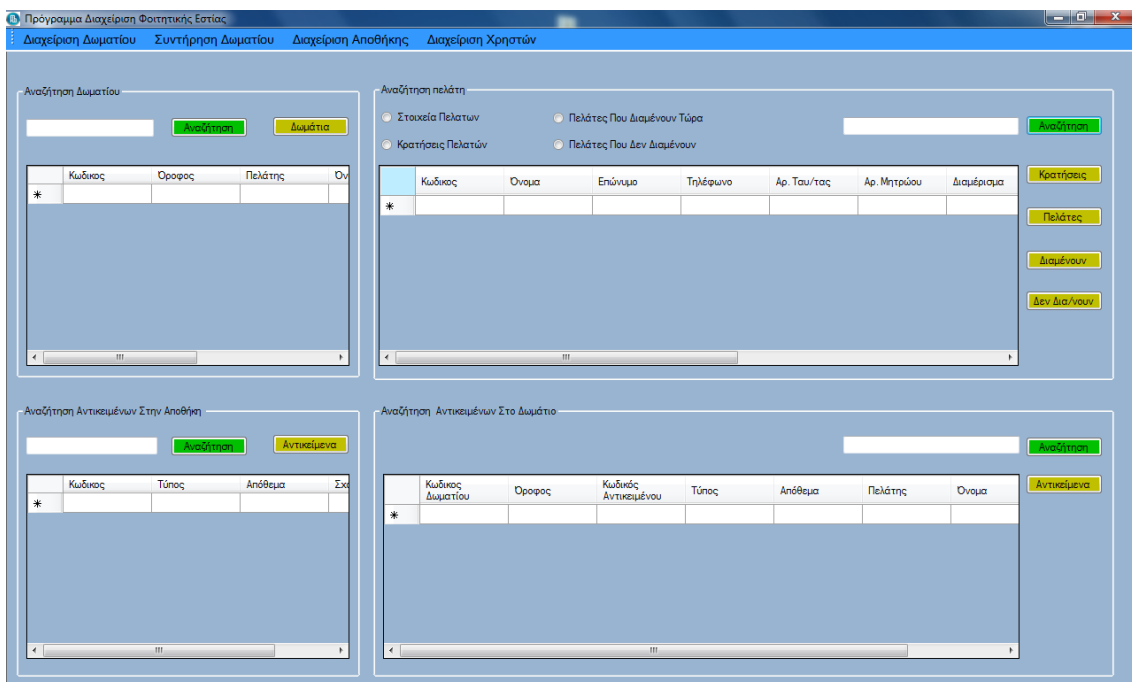 Πρόγραμμα Διαχείριση Φοιτητικής Εστίας
Διαχείριση Δωματίου Συντήρηση Δωματίου Διαχείριση Αποθήκης Διαχείριση Χρηστών
Αναζήτηση Δωματίου
Αναζήτηση Δωμάτια
Κωδικος Όροφος Πελάτης Όν
Αναζήτηση πελάτη
Στοιχεία Πελατων Πελάτες Που Διαμένουν Τώρα
Αναζήτηση
Κρατήσεις Πελατών Πελάτες Που Δεν Διαμένουν
Κωδικος Όνομα Επώνυμο Τηλέφωνο Αρ. Ταυ/τας Αρ. Μητρώου Διαμέρισμα
Κρατήσεις
Πελάτες
Διαμένουν
Δεν Δια/νουν
Αναζήτηση Αντικειμένων Στην Αποθήκη
Αναζήτηση Αντικείμενα
Κωδικος Τύπος Απόθεμα Σχ
Αναζήτηση Αντικειμένων Στο Δωμάτιο
Αναζήτηση
Αντικείμενα
Κωδικος Δωματίου Όροφος Κωδικός Αντικειμένου Τύπος Απόθεμα Πελάτης Όνομα